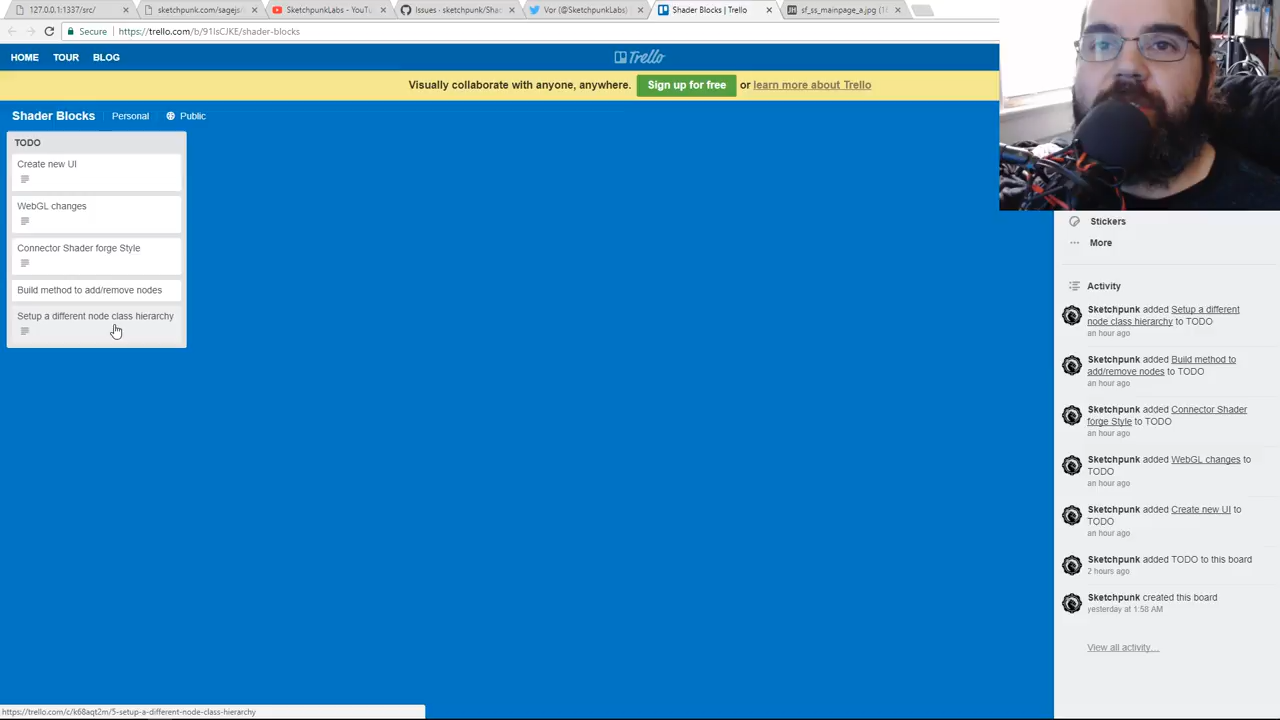 127.0.0.1:1337/src/
sketchpunk.com/sagejs/
SketchpunkLabs - YouTu
Issues · sketchpunk/Shad
Vor (@SketchpunkLabs)
Shader Blocks | Trello
sf_ss_mainpage_a.jpg (1
Secure
https://trello.com/b/91IsCJKE/shader-blocks
HOME
TOUR
BLOG
Trello
Visually collaborate with anyone, anywhere.
Sign up for free
or
learn more about Trello
Shader Blocks
Personal
Public
TODO
Create new UI
WebGL changes
Connector Shader forge Style
Build method to add/remove nodes
Setup a different node class hierarchy
Stickers
More
Activity
Sketchpunk added Setup a different
node class hierarchy to TODO
an hour ago
Sketchpunk added Build method to
add/remove nodes to TODO
an hour ago
Sketchpunk added Connector Shader
forge Style to TODO
an hour ago
Sketchpunk added WebGL changes to
TODO
an hour ago
Sketchpunk added Create new UI to
TODO
an hour ago
Sketchpunk added TODO to this board
2 hours ago
Sketchpunk created this board
yesterday at 1:58 AM
View all activity…
https://trello.com/c/k68aqt2m/5-setup-a-different-node-class-hierarchy